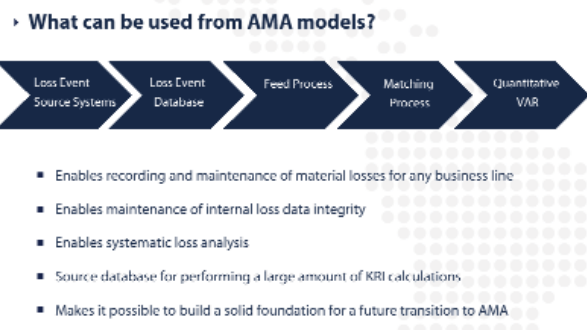 What can be used from AMA models?
Loss Event
Source Systems
Loss Event
Database
Feed Process
Matching
Process
Quantitative
VAR
Enables recording and maintenance of material losses for any business line
Enables maintenance of internal loss data integrity
Enables systematic loss analysis
Source database for performing a large amount of KRI calculations
Makes it possible to build a solid foundation for a future transition to AMA